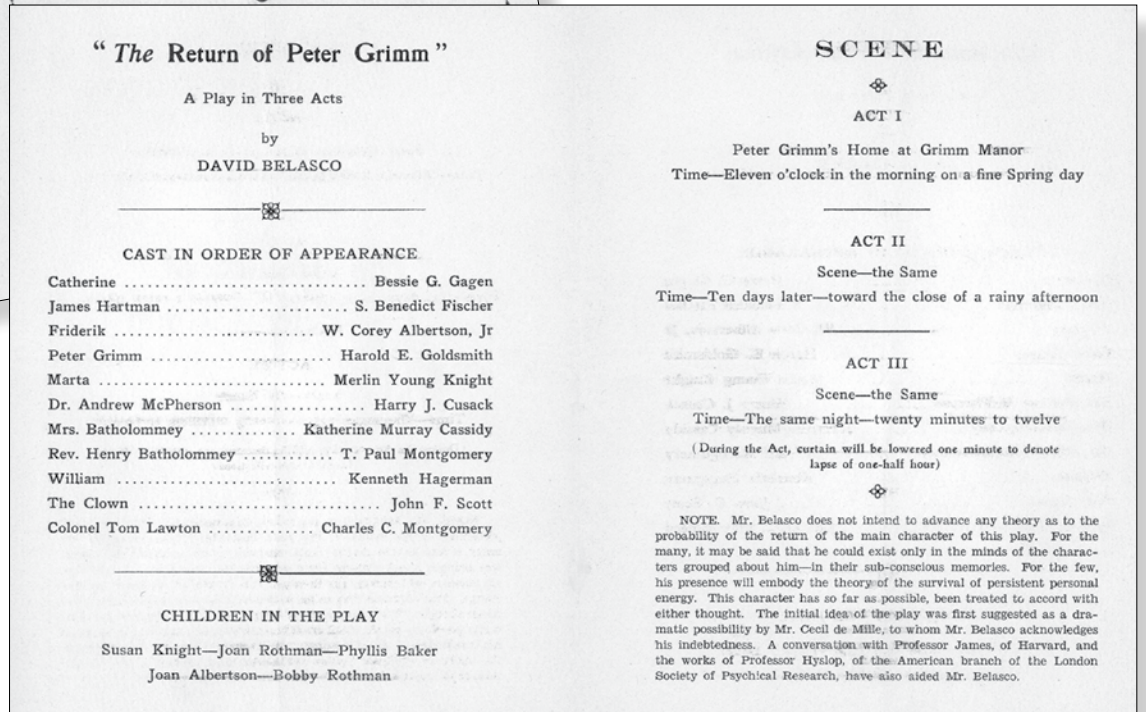 “ The Return of Peter Grimm ”
A Play in Three Acts
by
DAVID BELASCO
CAST IN ORDER OF APPEARANCE
Catherine .................................. Bessie G. Gagen
James Hartman ......................... S. Benedict Fischer
Friderik ............................ W. Corey Albertson, Jr
Peter Grimm ......................... Harold E. Goldsmith
Marta .................................. Merlin Young Knight
Dr. Andrew McPherson .................. Harry J. Cusack
Mrs. Batholommey ........... Katherine Murray Cassidy
Rev. Henry Batholommey ........... T. Paul Montgomery
William .............................. Kenneth Hagerman
The Clown ................................ John F. Scott
Colonel Tom Lawton ............ Charles C. Montgomery
CHILDREN IN THE PLAY
Susan Knight—Joan Rothman—Phyllis Baker
Joan Albertson—Bobby Rothman
SCENE
ACT I
Peter Grimm's Home at Grimm Manor
Time—Eleven o'clock in the morning on a fine Spring day
ACT II
Scene—the Same
Time—Ten days later—toward the close of a rainy afternoon
ACT III
Scene—the Same
Time—The same night—twenty minutes to twelve
(During the Act, curtain will be lowered one minute to denote
lapse of one-half hour)
NOTE. Mr. Belasco does not intend to advance any theory as to the
probability of the return of the main character of this play. For the
many, it may be said that he could exist only in the minds of the charac-
ters grouped about him—in their sub-conscious memories. For the few,
his presence will embody the theory of the survival of persistent personal
energy. This character has so far as possible, been treated to accord with
either thought. The initial idea of the play was first suggested as a dra-
matic possibility by Mr. Cecil de Mille, to whom Mr. Belasco acknowledges
his indebtedness. A conversation with Professor James, of Harvard, and
the works of Professor Hyslop, of the American branch of the London
Society of Psychical Research, have also aided Mr. Belasco.